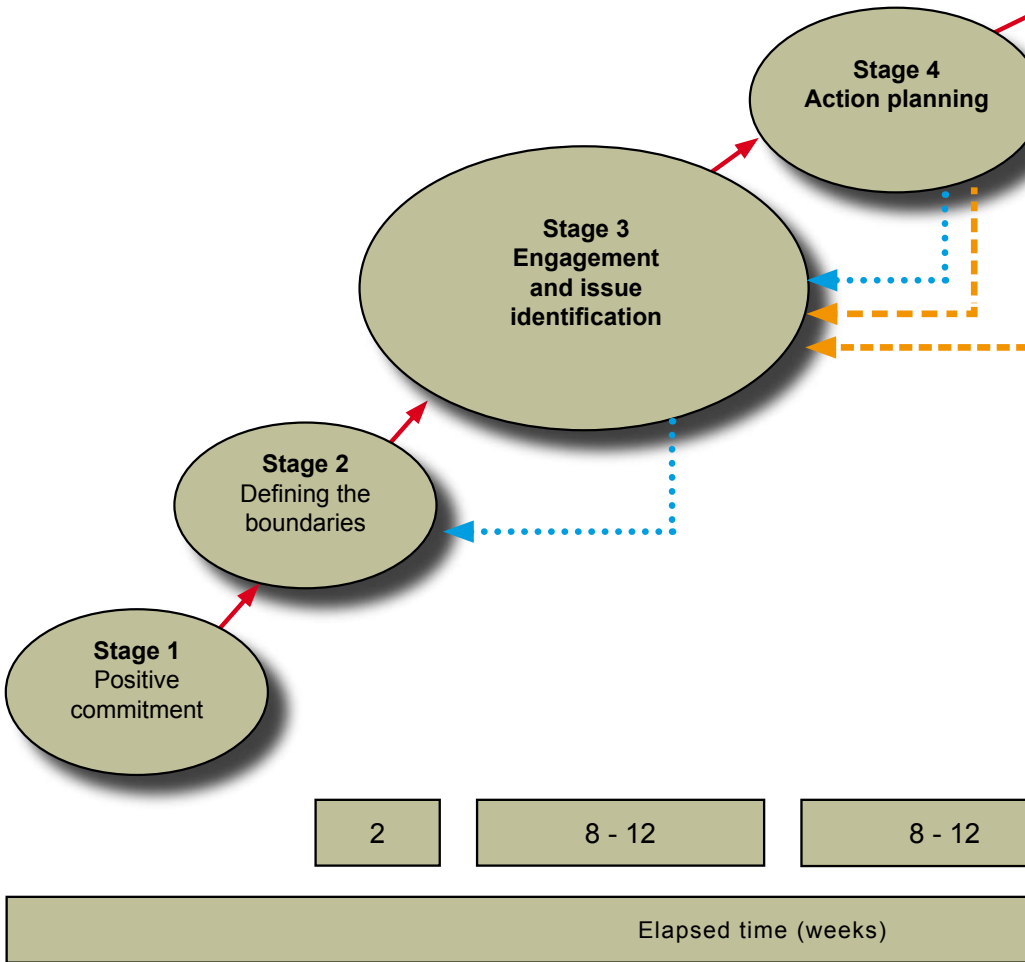 Stage 4
Action planning
Stage 3
Engagement
and issue
identification
Stage 2
Defining the
boundaries
Stage 1
Positive
commitment
2
8 - 12
8 - 12
Elapsed time (weeks)